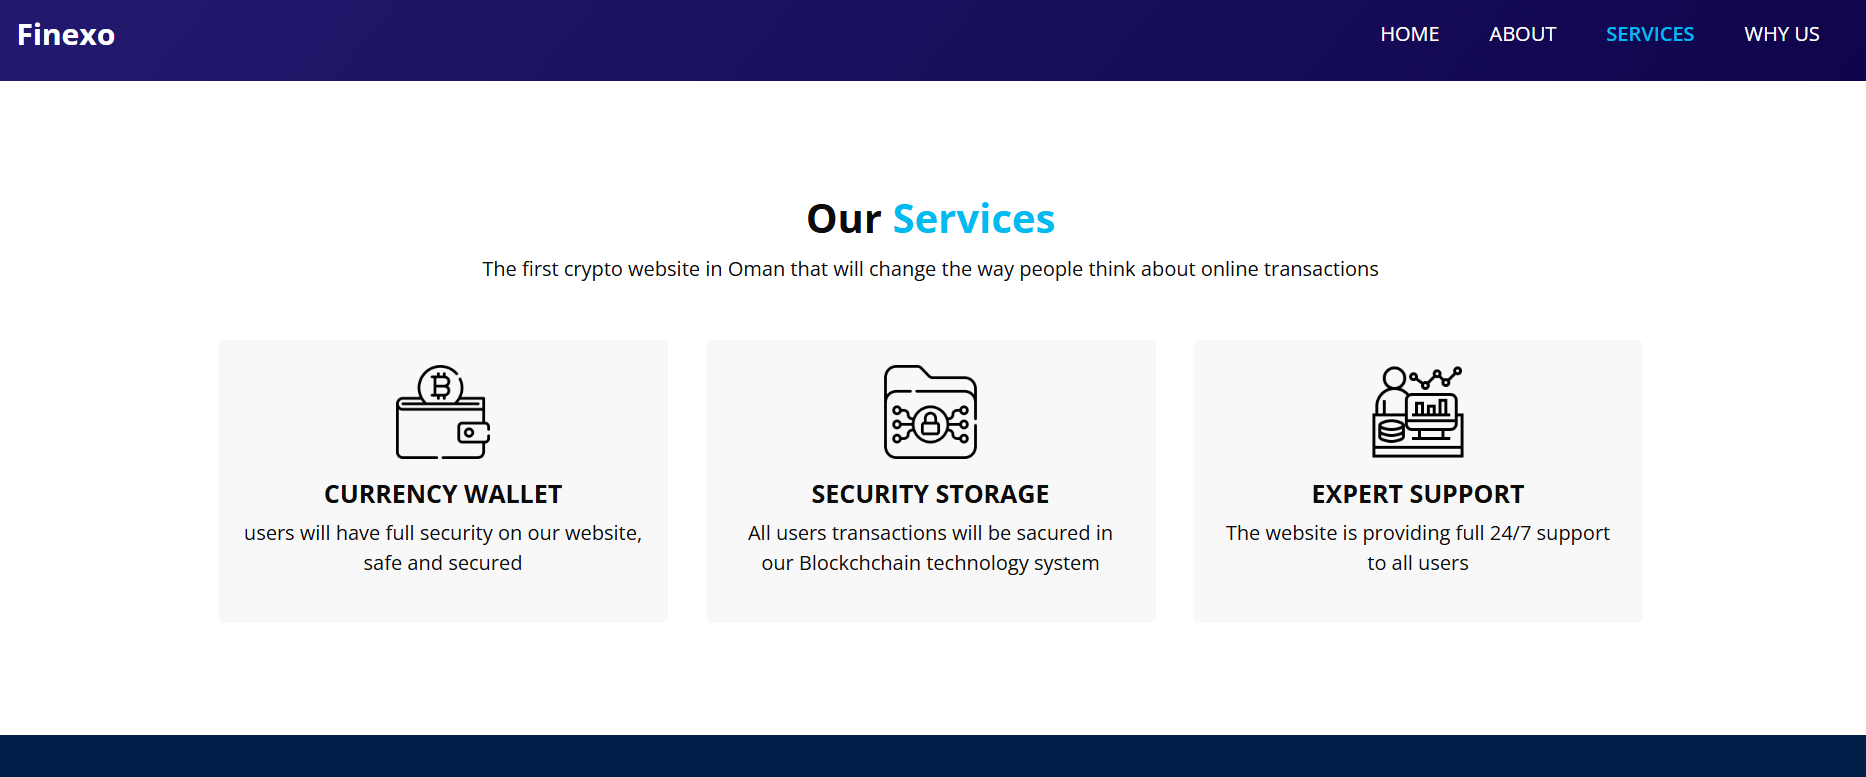 Finexo
HOME ABOUT SERVICES WHY US
Our Services
The first crypto website in Oman that will change the way people think about online transactions
CURRENCY WALLET
users will have full security on our website,
safe and secured
SECURITY STORAGE
All users transactions will be sacured in
our Blockchchain technology system
EXPERT SUPPORT
The website is providing full 24/7 support
to all users